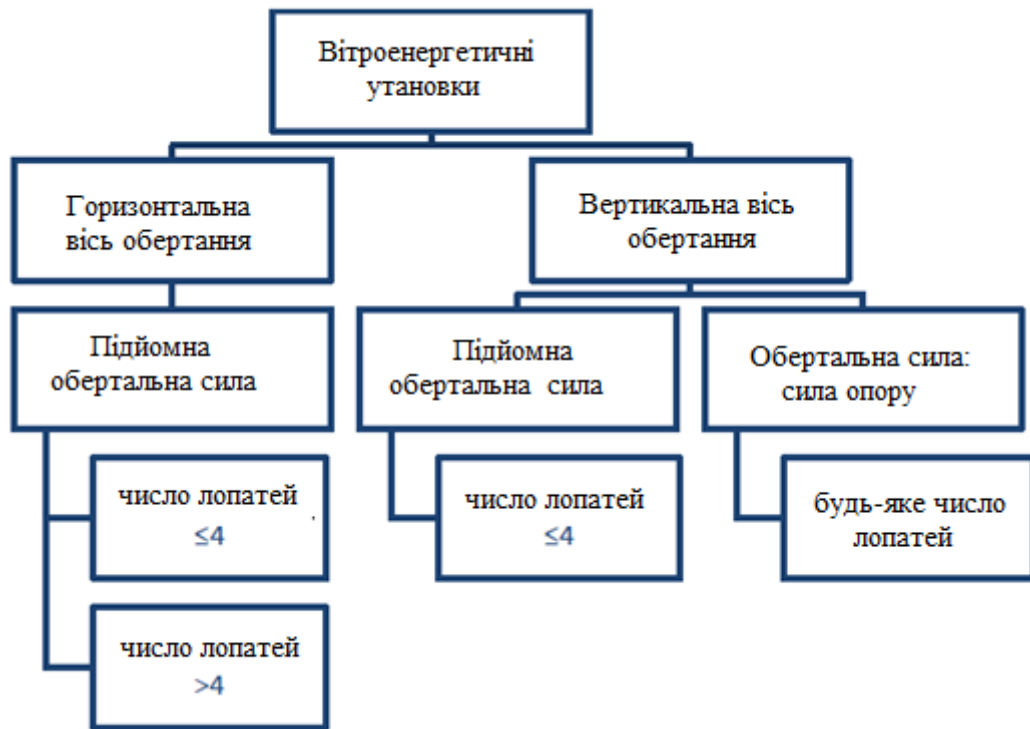 Вітроенергетичні
утановки
Горизонтальна
вісь обертання
Вертикальна вісь
обертання
Підйомна
обертальна сила
Підйомна
обертальна сила
Обертальна сила:
сила опору
число лопатей
≤4
число лопатей
≤4
будь-яке число
лопатей
число лопатей
>4